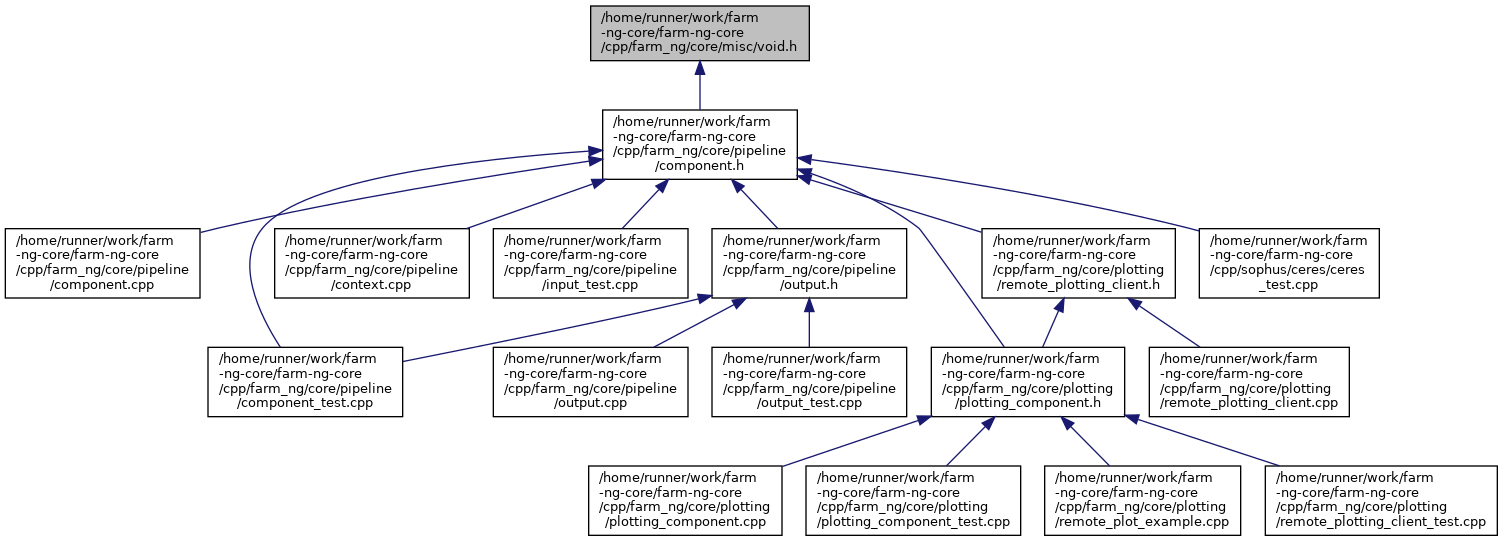 /home/runner/work/farm
-ng-core/farm-ng-core
/cpp/farm_ng/core/misc/void.h
/home/runner/work/farm
-ng-core/farm-ng-core
/cpp/farm_ng/core/pipeline
/component.h
/home/runner/work/farm
-ng-core/farm-ng-core
/cpp/farm_ng/core/pipeline
/component.cpp
/home/runner/work/farm
-ng-core/farm-ng-core
/cpp/farm_ng/core/pipeline
/context.cpp
/home/runner/work/farm
-ng-core/farm-ng-core
/cpp/farm_ng/core/pipeline
/input_test.cpp
/home/runner/work/farm
-ng-core/farm-ng-core
/cpp/farm_ng/core/pipeline
/output.h
/home/runner/work/farm
-ng-core/farm-ng-core
/cpp/farm_ng/core/plotting
/remote_plotting_client.h
/home/runner/work/farm
-ng-core/farm-ng-core
/cpp/sophus/ceres/ceres
_test.cpp
/home/runner/work/farm
-ng-core/farm-ng-core
/cpp/farm_ng/core/pipeline
/component_test.cpp
/home/runner/work/farm
-ng-core/farm-ng-core
/cpp/farm_ng/core/pipeline
/output.cpp
/home/runner/work/farm
-ng-core/farm-ng-core
/cpp/farm_ng/core/pipeline
/output_test.cpp
/home/runner/work/farm
-ng-core/farm-ng-core
/cpp/farm_ng/core/plotting
/plotting_component.h
/home/runner/work/farm
-ng-core/farm-ng-core
/cpp/farm_ng/core/plotting
/remote_plotting_client.cpp
/home/runner/work/farm
-ng-core/farm-ng-core
/cpp/farm_ng/core/plotting
/plotting_component.cpp
/home/runner/work/farm
-ng-core/farm-ng-core
/cpp/farm_ng/core/plotting
/plotting_component_test.cpp
/home/runner/work/farm
-ng-core/farm-ng-core
/cpp/farm_ng/core/plotting
/remote_plot_example.cpp
/home/runner/work/farm
-ng-core/farm-ng-core
/cpp/farm_ng/core/plotting
/remote_plotting_client_test.cpp